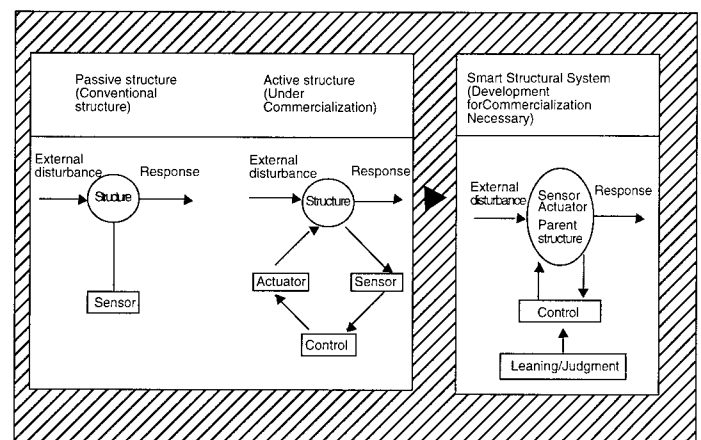 Passive structure
(Conventional
structure)
Active structure
(Under
Commercialization)
Smart Structural System
(Development
forCommercialization
Necessary)
External
disturbance
Response
Structure
Sensor
External
disturbance
Response
Structure
Actuator
Sensor
Control
External
disturbance
Response
Sensor
Actuator
Parent
structure
Control
Leaning/Judgment